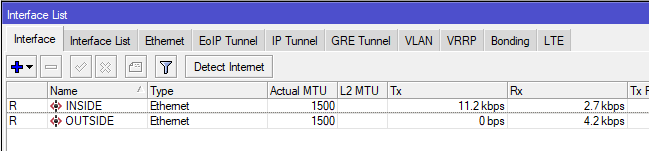 Interface List
Interface Interface List Ethernet EoIP Tunnel IP Tunnel GRE Tunnel VLAN VRRP Bonding LTE
Detect Internet
Name Type Actual MTU L2 MTU Tx Rx Tx
R INSIDE Ethernet 1500 11.2 kbps 2.7 kbps
R OUTSIDE Ethernet 1500 0 bps 4.2 kbps